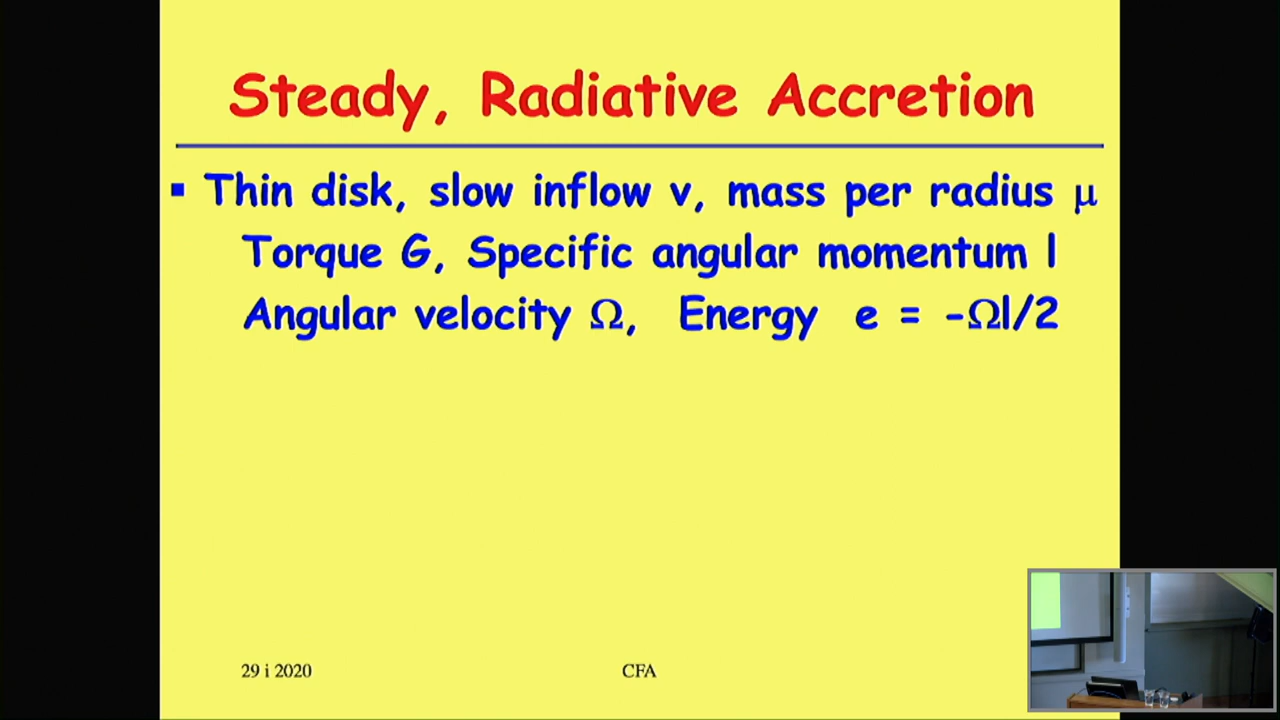 Steady, Radiative Accretion
▪ Thin disk, slow inflow v, mass per radius μ
Torque G, Specific angular momentum l
Angular velocity Ω, Energy e = -Ωl/2
29 i 2020
CFA